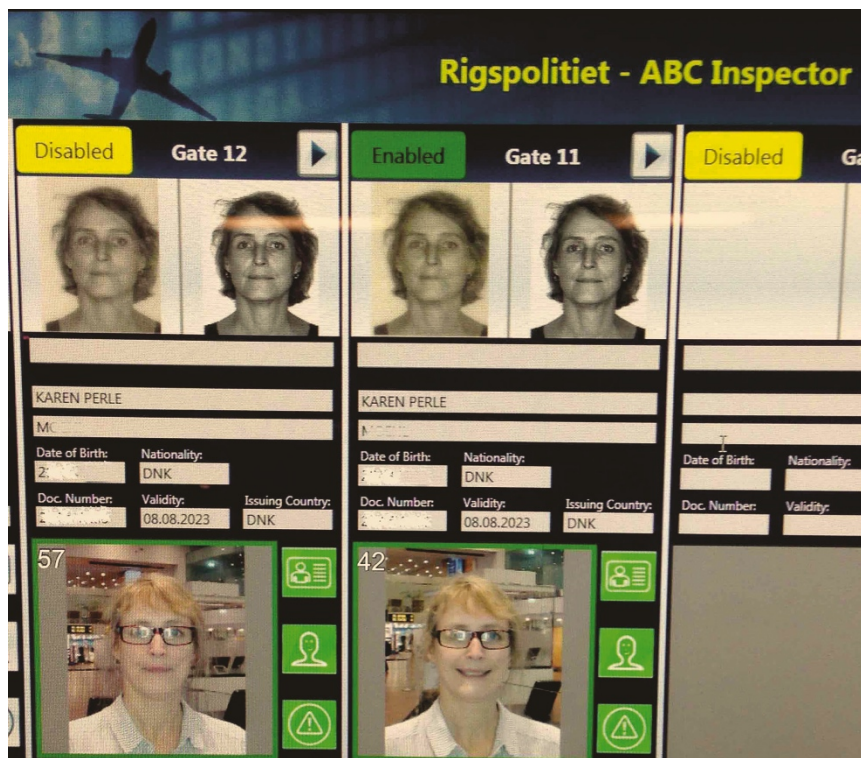 Rigspolitiet - ABC Inspector
Disabled Gate 12
KAREN PERLE
Date of Birth: Nationality:
DNK
Doc. Number: Validity: Issuing Country:
08.08.2023 DNK
57
Enabled Gate 11
KAREN PERLE
Date of Birth: Nationality:
DNK
Doc. Number: Validity: Issuing Country:
08.08.2023 DNK
42
Disabled
Date of Birth: Nationality:
Doc. Number: Validity: